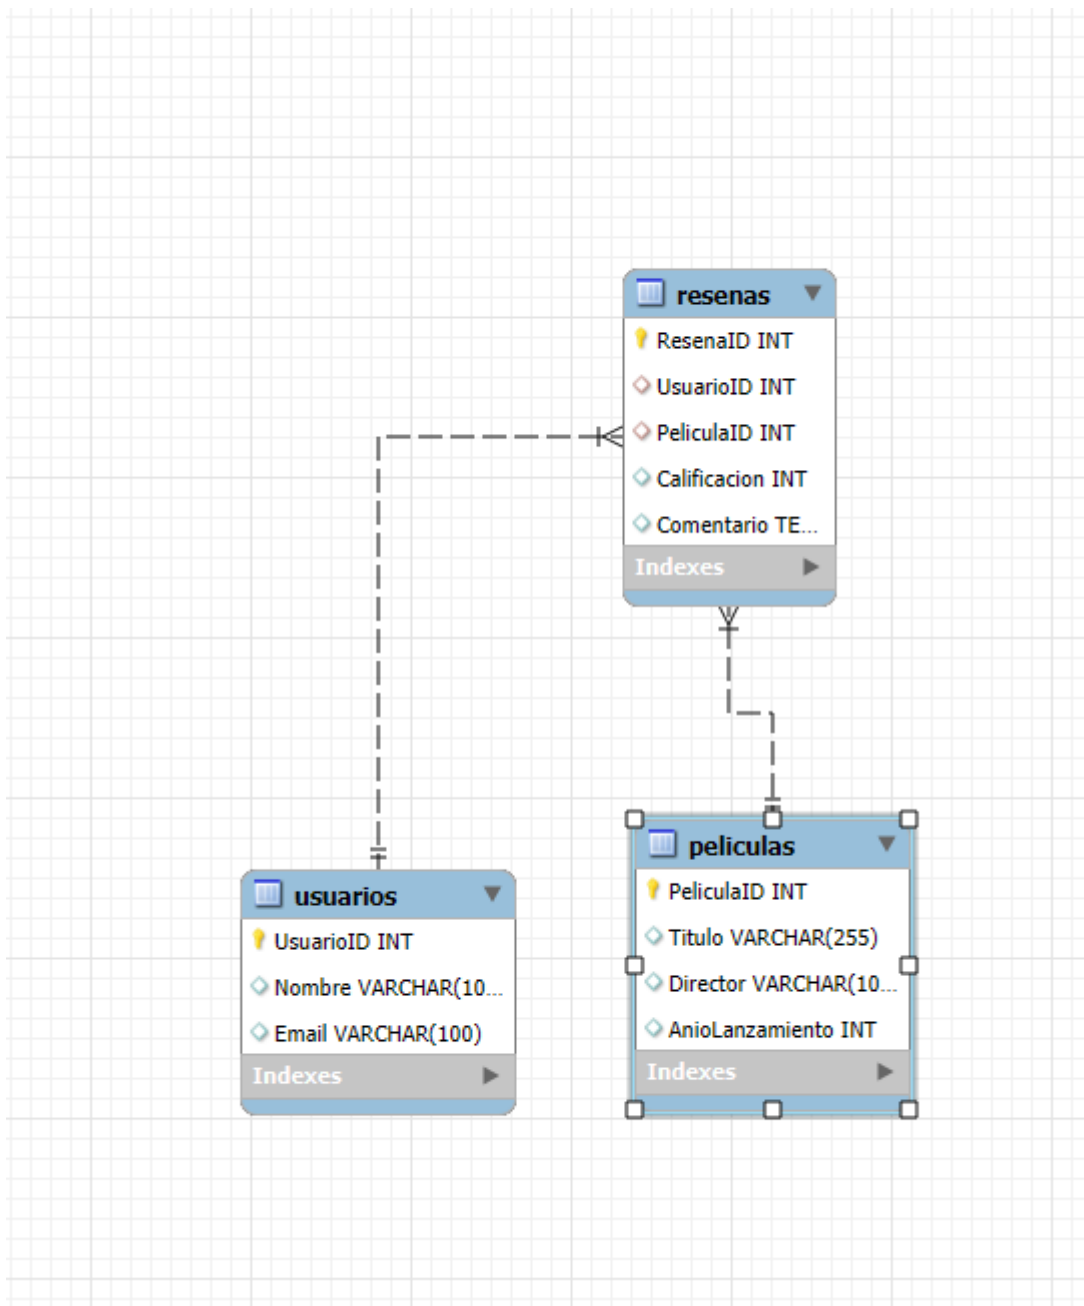 resenas
ResenaID INT
UsuarioID INT
PeliculaID INT
Calificacion INT
Comentario TE...
Indexes
usuarios
UsuarioID INT
Nombre VARCHAR(10...
Email VARCHAR(100)
Indexes
peliculas
PeliculaID INT
Titulo VARCHAR(255)
Director VARCHAR(10...
AnioLanzamiento INT
Indexes